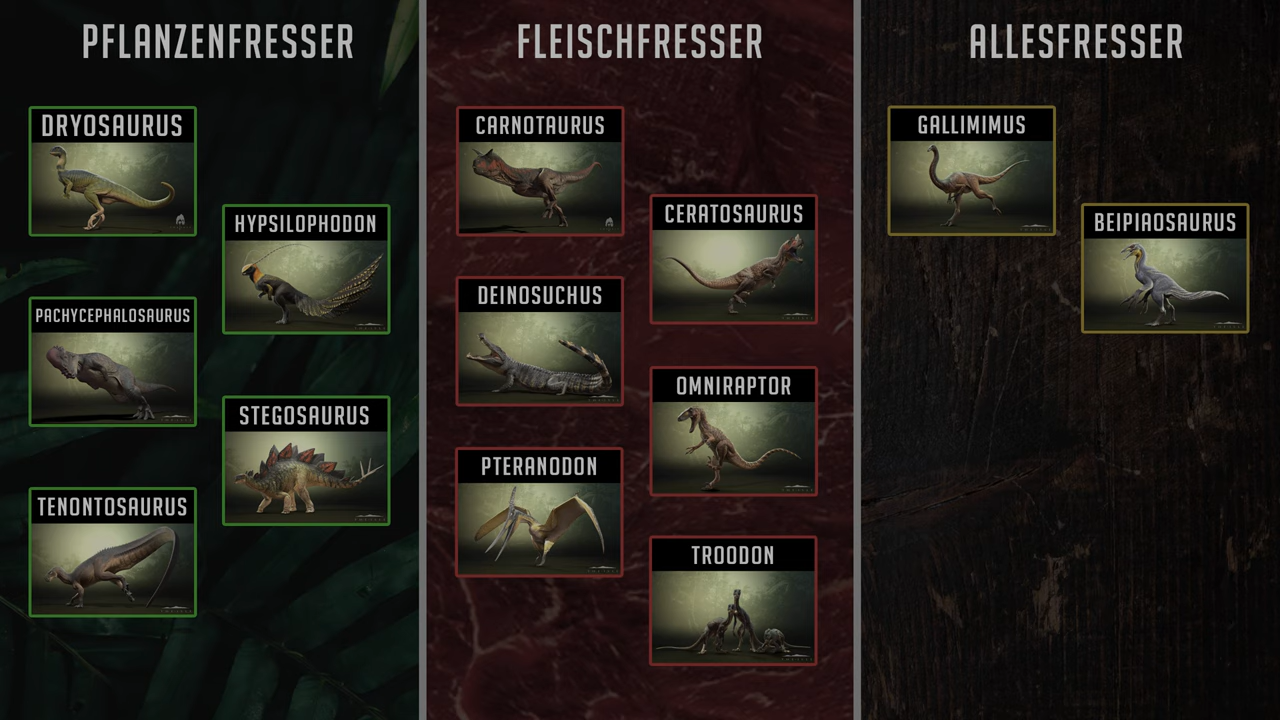 PFLANZENFRESSER
DRYOSAURUS
HYPSILOPHODON
PACHYCEPHALOSAURUS
STEGOSAURUS
TENONTOSAURUS
FLEISCHFRESSER
CARNOTAURUS
CERATOSAURUS
DEINOSUCHUS
OMNIRAPTOR
PTERANODON
TROODON
ALLESFRESSER
GALLIMIMUS
BEIPIAOSAURUS